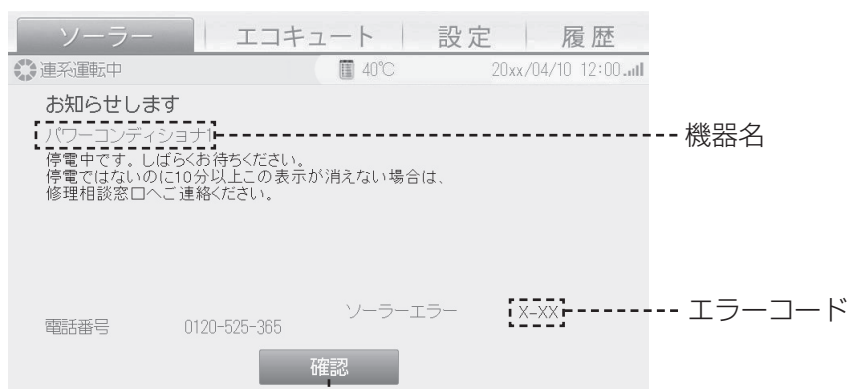 ソーラー エコキュート 設定 履歴
連系運転中 40℃ 20xx/04/10 12:00
お知らせします
パワーコンディショナ1 機器名
停電中です。しばらくお待ちください。
停電ではないのに10分以上この表示が消えない場合は、
修理相談窓口へご連絡ください。
ソーラーエラー X-XX エラーコード
電話番号 0120-525-365
確認